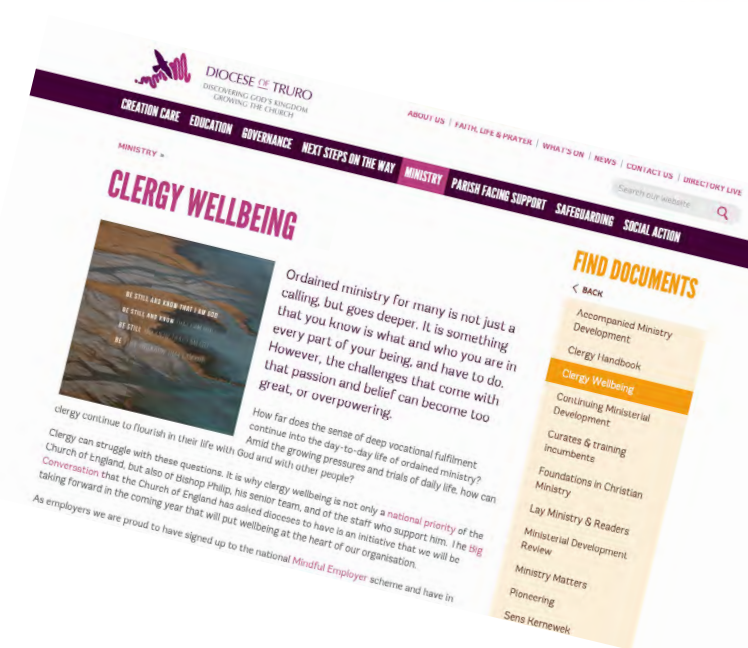 DIOCESE OF TRURO
DISCOVERING GOD'S KINGDOM
GROWING THE CHURCH
ABOUT US | FAITH, LIFE & PRAYER | WHAT'S ON | NEWS | CONTACT US | DIRECTORY LIVE
Search our website
CREATION CARE EDUCATION GOVERNANCE NEXT STEPS ON THE WAY MINISTRY PARISH FACING SUPPORT SAFEGUARDING SOCIAL ACTION
MINISTRY »
CLERGY WELLBEING
BE STILL AND KNOW THAT I AM GOD
BE STILL AND KNOW THAT I AM GOD
BE STILL
BE
Ordained ministry for many is not just a
calling, but goes deeper. It is something
that you know is what and who you are in
every part of your being, and have to do.
However, the challenges that come with
that passion and belief can become too
great, or overpowering.
How far does the sense of deep vocational fulfilment
continue into the day-to-day life of ordained ministry?
Amid the growing pressures and trials of daily life, how can
clergy continue to flourish in their life with God and with other people?
Clergy can struggle with these questions. It is why clergy wellbeing is not only a national priority of the
Church of England, but also of Bishop Philip, his senior team, and of the staff who support him. The Big
Conversation that the Church of England has asked dioceses to have is an initiative that we will be
taking forward in the coming year that will put wellbeing at the heart of our organisation.
As employers we are proud to have signed up to the national Mindful Employer scheme and have in
FIND DOCUMENTS
< BACK
Accompanied Ministry
Development
Clergy Handbook
Clergy Wellbeing
Continuing Ministerial
Development
Curates & training
incumbents
Foundations in Christian
Ministry
Lay Ministry & Readers
Ministerial Development
Review
Ministry Matters
Pioneering
Sens Kernewek